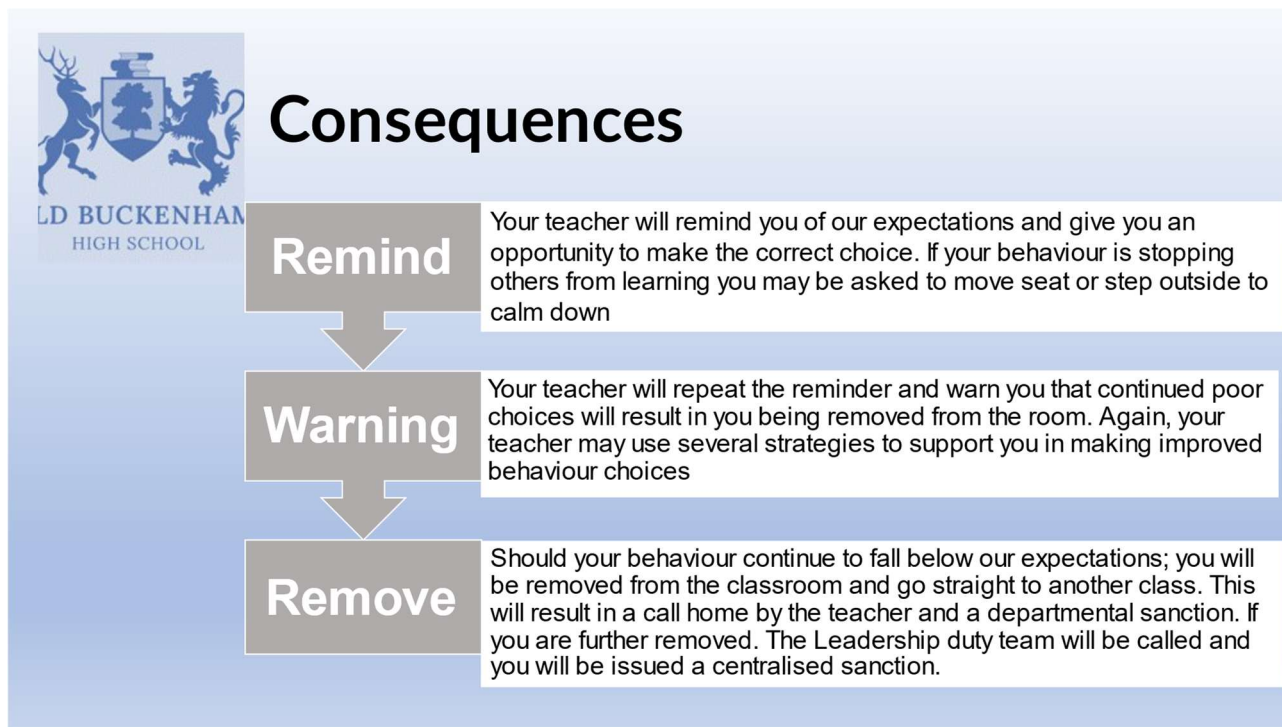 Consequences
LD BUCKENHAM
HIGH SCHOOL
Remind
Your teacher will remind you of our expectations and give you an
opportunity to make the correct choice. If your behaviour is stopping
others from learning you may be asked to move seat or step outside to
calm down
Warning
Your teacher will repeat the reminder and warn you that continued poor
choices will result in you being removed from the room. Again, your
teacher may use several strategies to support you in making improved
behaviour choices
Remove
Should your behaviour continue to fall below our expectations; you will
be removed from the classroom and go straight to another class. This
will result in a call home by the teacher and a departmental sanction. If
you are further removed. The Leadership duty team will be called and
you will be issued a centralised sanction.